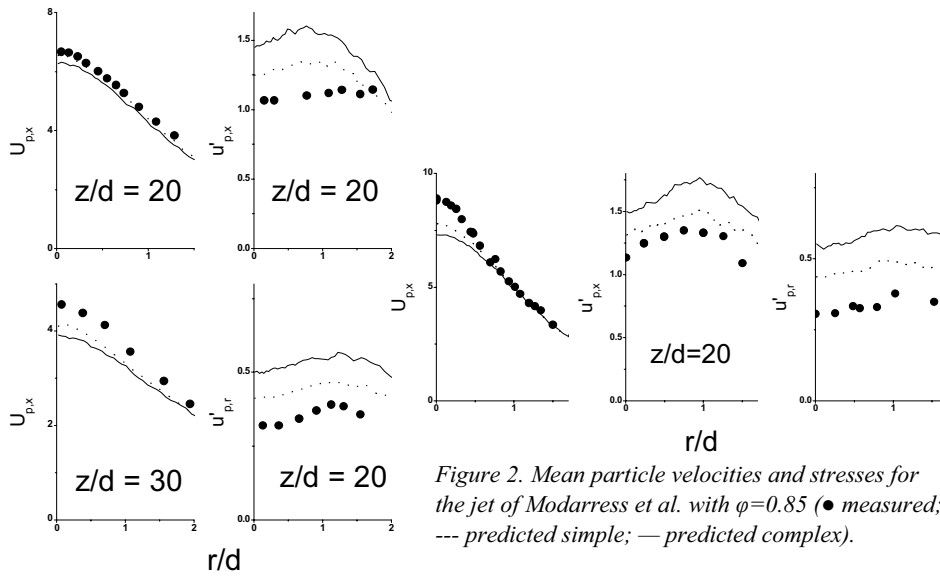 8
6
4
2
0
U_p,x
z/d = 20
0
1
1.5
1.0
0.5
0.0
u'_p,x
z/d = 20
0
1
2
4
2
0
U_p,x
z/d = 30
0
1
2
0.5
0.0
u'_p,r
z/d = 20
0
1
2
r/d
10
5
0
U_p,x
0
1
1.5
1.0
0.5
0.0
u'_p,x
z/d=20
0
1
0.5
0.0
u'_p,r
0
1
r/d
Figure 2. Mean particle velocities and stresses for
the jet of Modarress et al. with φ=0.85 (● measured;
--- predicted simple; — predicted complex).